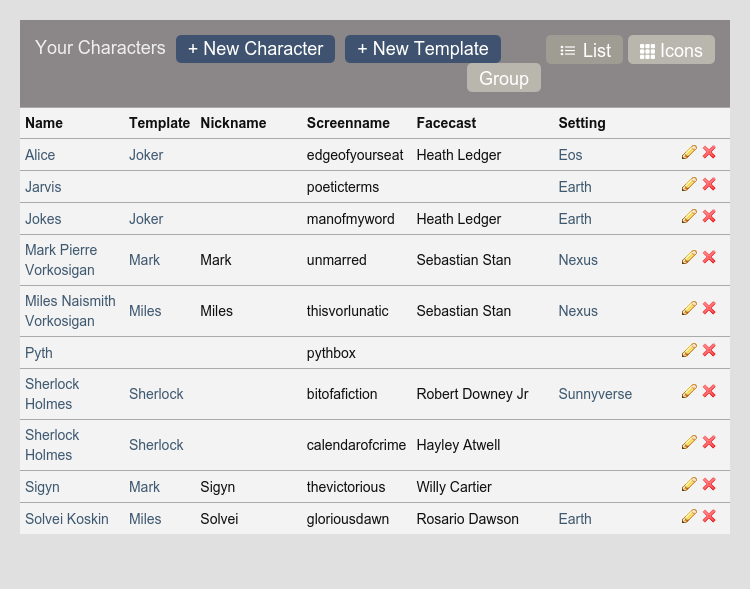 Your Characters + New Character + New Template List Icons
Group
Name Template Nickname Screenname Facecast Setting
Alice Joker edgeofyourseat Heath Ledger Eos
Jarvis poeticterms Earth
Jokes Joker manofmyword Heath Ledger Earth
Mark Pierre
Vorkosigan Mark Mark unmarred Sebastian Stan Nexus
Miles Naismith
Vorkosigan Miles Miles thisvorlunatic Sebastian Stan Nexus
Pyth pythbox
Sherlock
Holmes Sherlock bitofafiction Robert Downey Jr Sunnyverse
Sherlock
Holmes Sherlock calendarofcrime Hayley Atwell
Sigyn Mark Sigyn thevictorious Willy Cartier
Solvei Koskin Miles Solvei gloriousdawn Rosario Dawson Earth